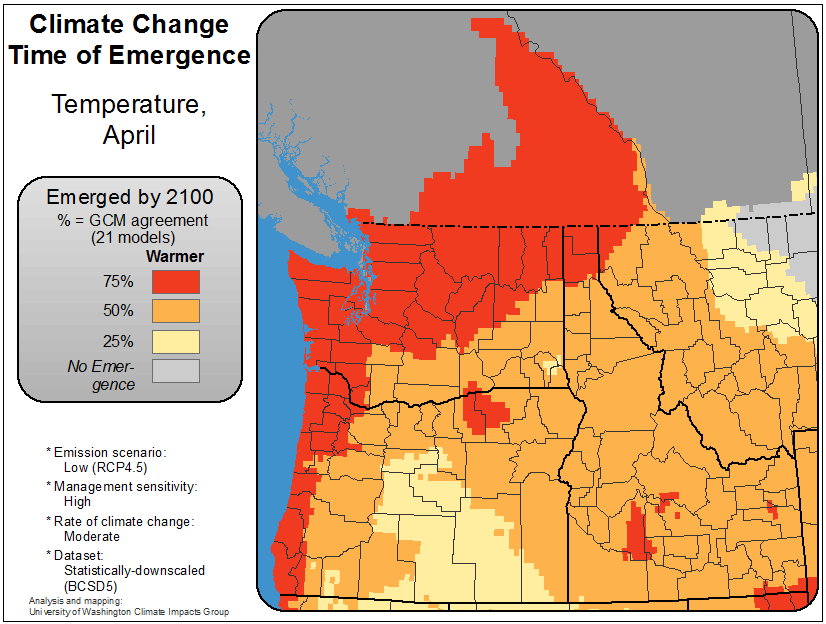 Climate Change
Time of Emergence
Temperature,
April
Emerged by 2100
% = GCM agreement
(21 models)
Warmer
75%
50%
25%
No Emer-
gence
* Emission scenario:
Low (RCP4.5)
* Management sensitivity:
High
* Rate of climate change:
Moderate
* Dataset:
Statistically-downscaled
(BCSD5)
Analysis and mapping:
University of Washington Climate Impacts Group